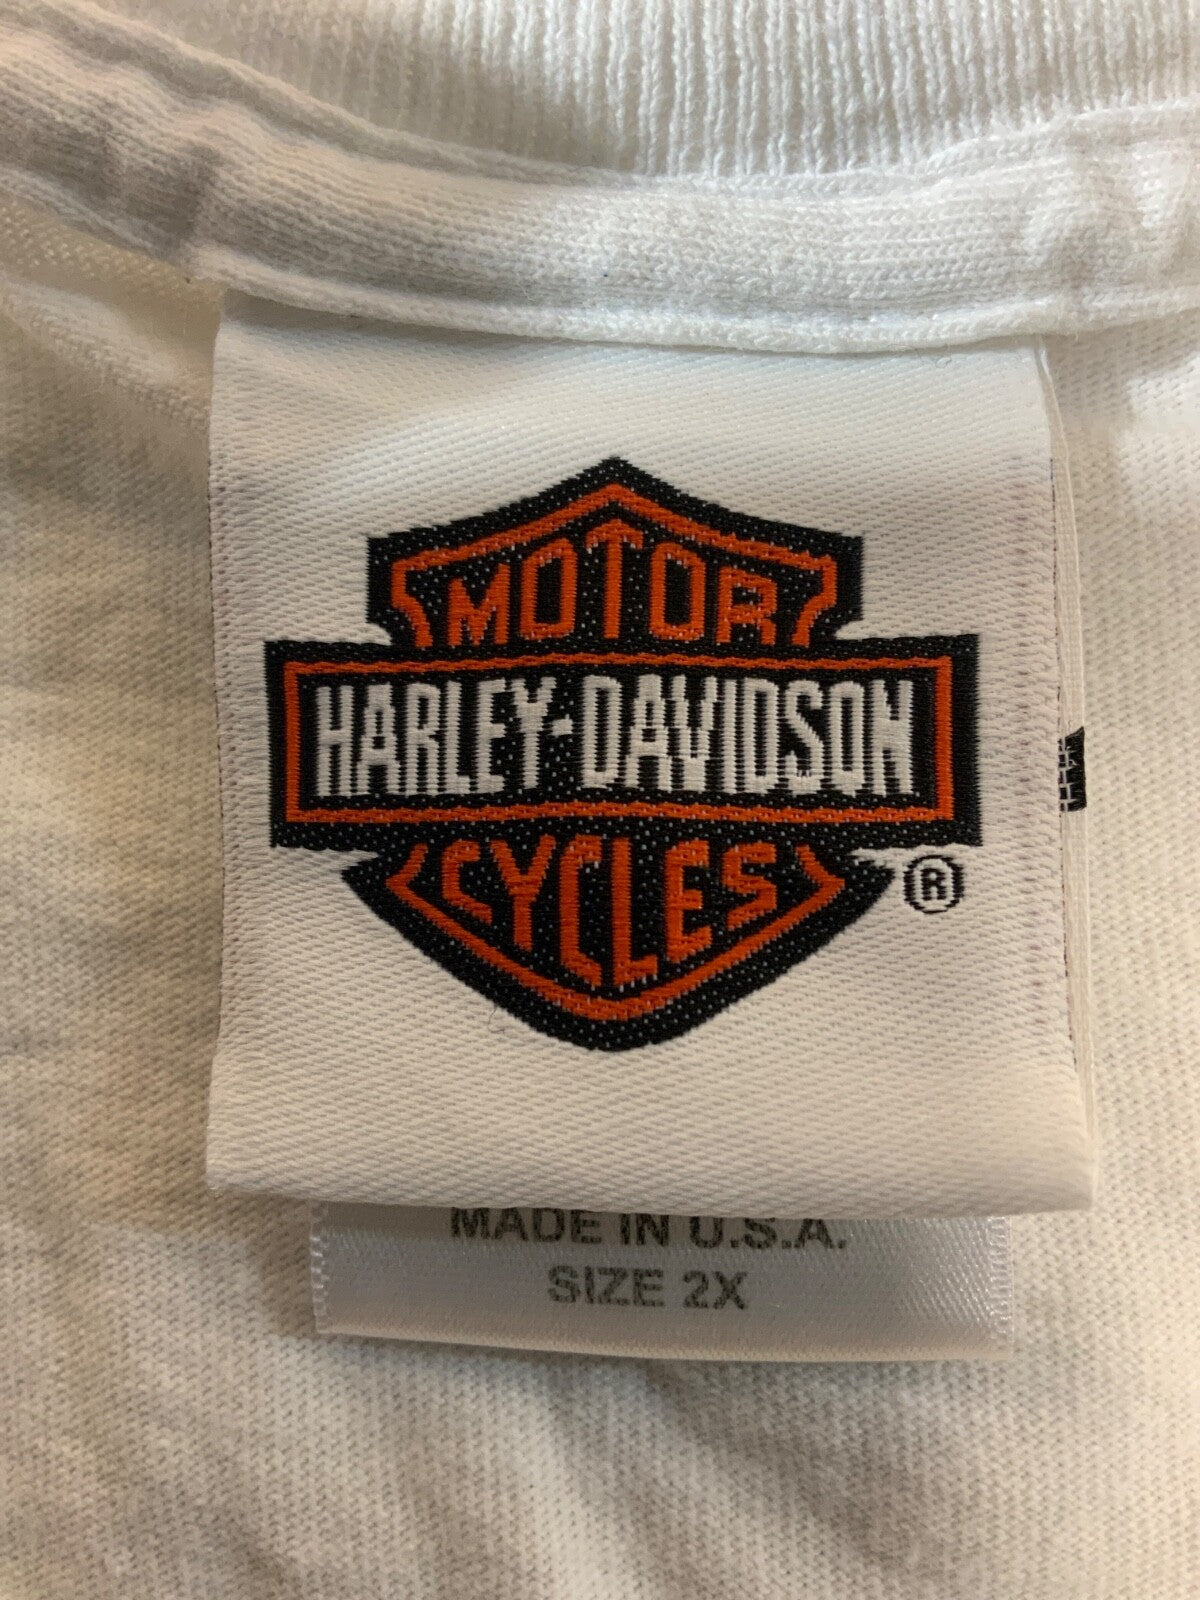 MOTOR
HARLEY-DAVIDSON
CYCLES
®
MADE IN U.S.A.
SIZE 2X